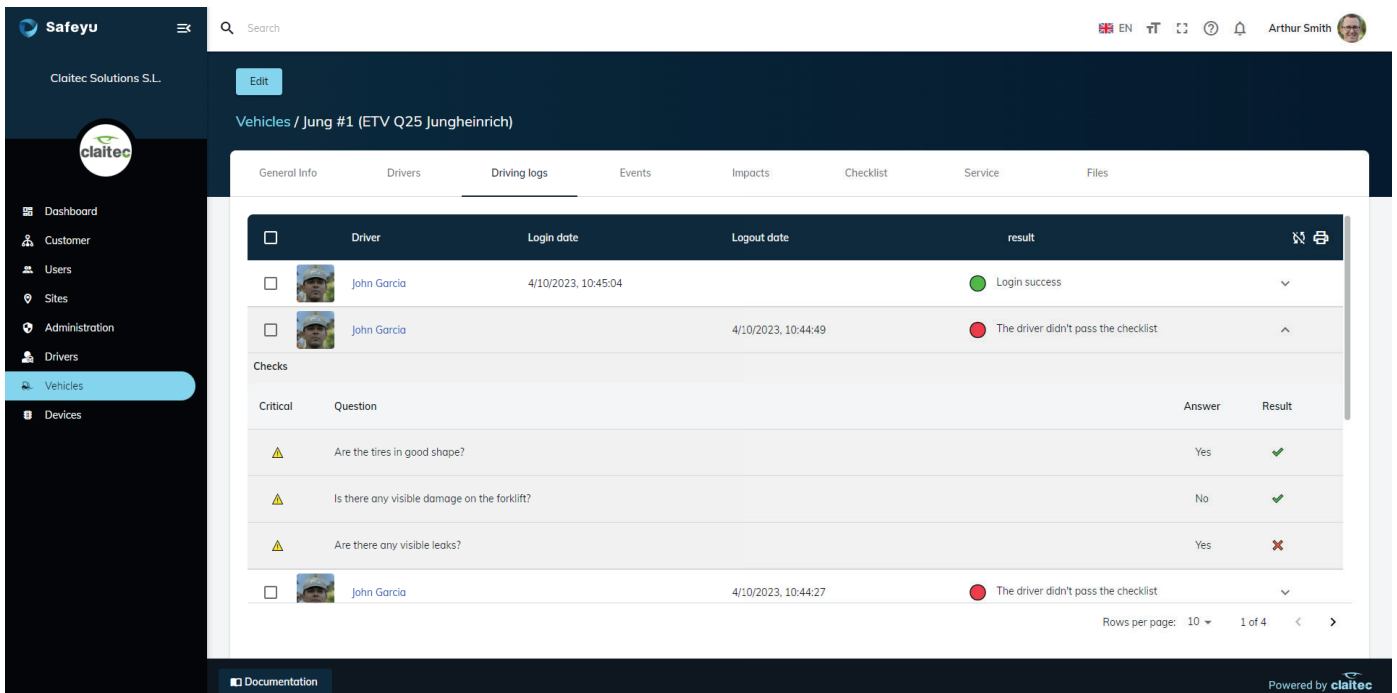 Safeyu
Search
EN
Arthur Smith
Claitec Solutions S.L.
claitec
Dashboard
Customer
Users
Sites
Administration
Drivers
Vehicles
Devices
Edit
Vehicles / Jung #1 (ETV Q25 Jungheinrich)
General Info Drivers Driving logs Events Impacts Checklist Service Files
Driver Login date Logout date result
John Garcia 4/10/2023, 10:45:04 Login success
John Garcia 4/10/2023, 10:44:49 The driver didn't pass the checklist
Checks
Critical Question Answer Result
Are the tires in good shape? Yes
Is there any visible damage on the forklift? No
Are there any visible leaks? Yes
John Garcia 4/10/2023, 10:44:27 The driver didn't pass the checklist
Rows per page: 10 1 of 4
Documentation
Powered by claitec